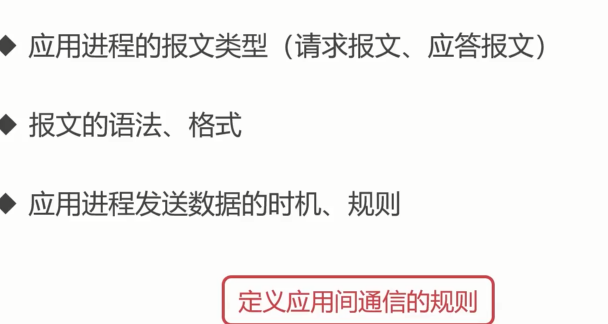 ◆ 应用进程的报文类型（请求报文、应答报文）
◆ 报文的语法、格式
◆ 应用进程发送数据的时机、规则
定义应用间通信的规则